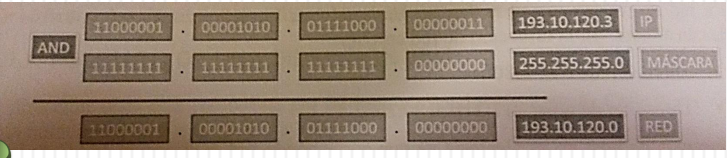 11000001 . 00001010 . 01111000 . 00000011 193.10.120.3 IP
AND
11111111 . 11111111 . 11111111 . 00000000 255.255.255.0 MÁSCARA
11000001 . 00001010 . 01111000 . 00000000 193.10.120.0 RED